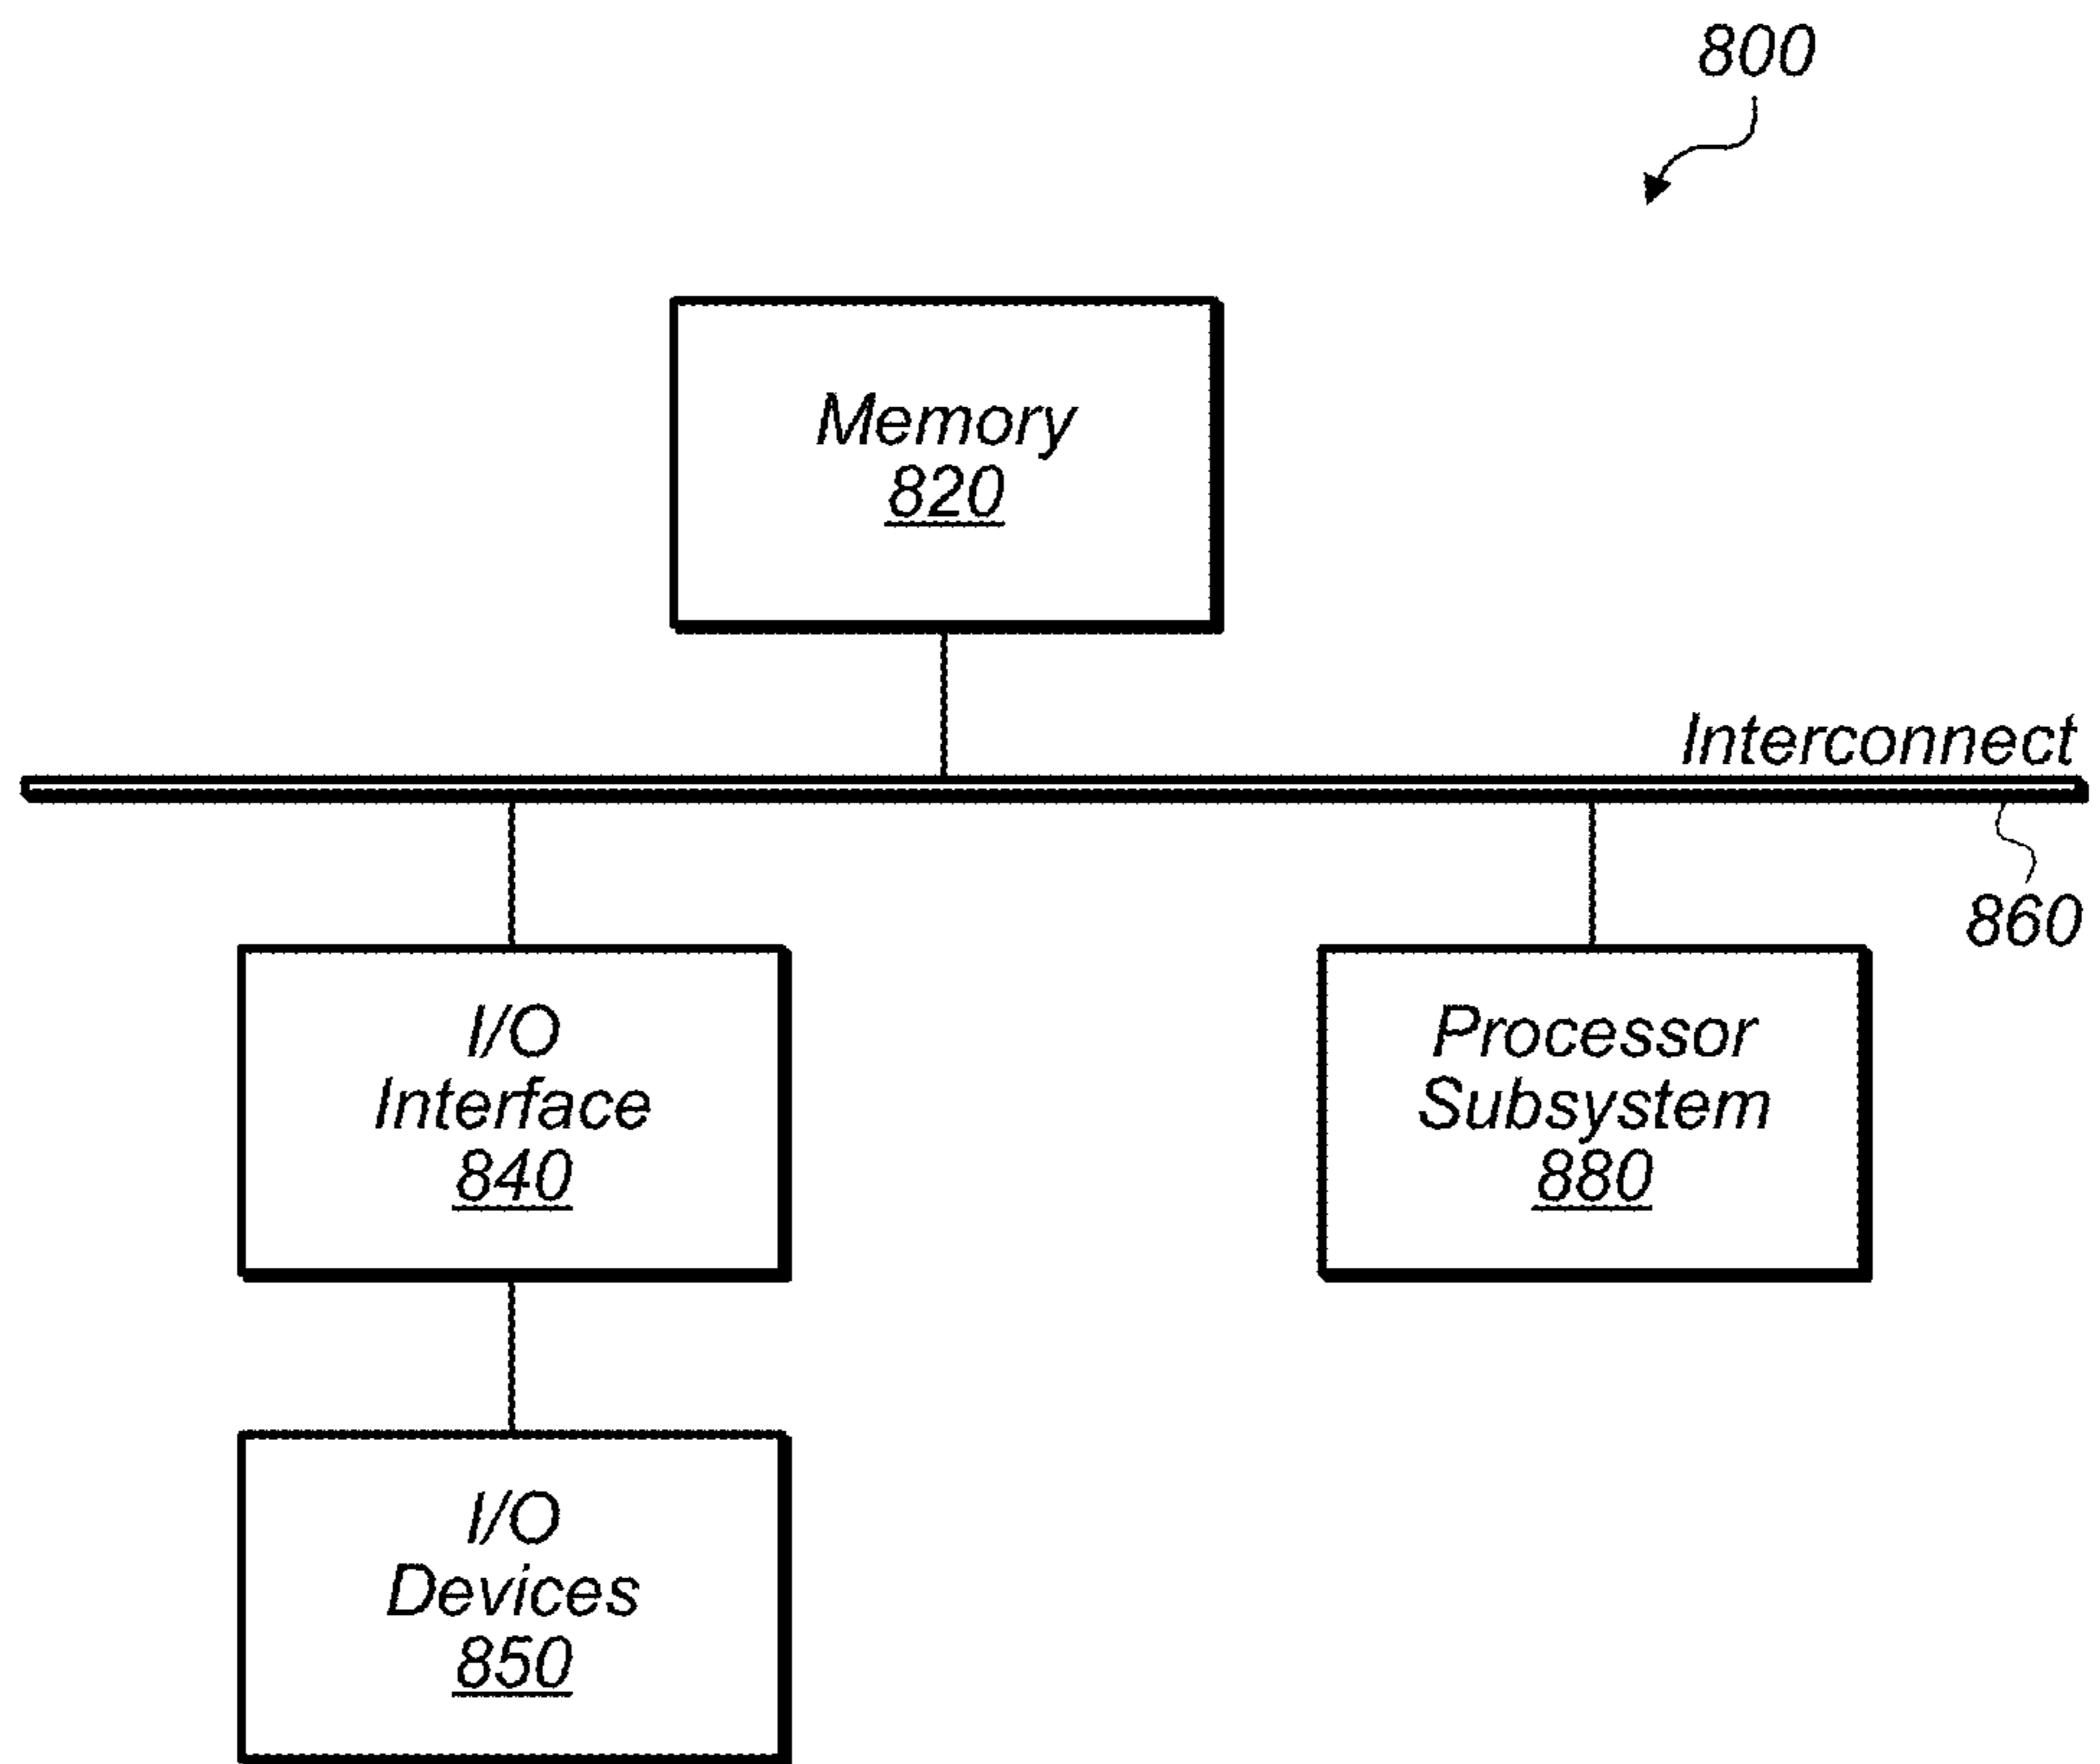 800
Memory
820
Interconnect
860
I/O
Interface
840
Processor
Subsystem
880
I/O
Devices
850